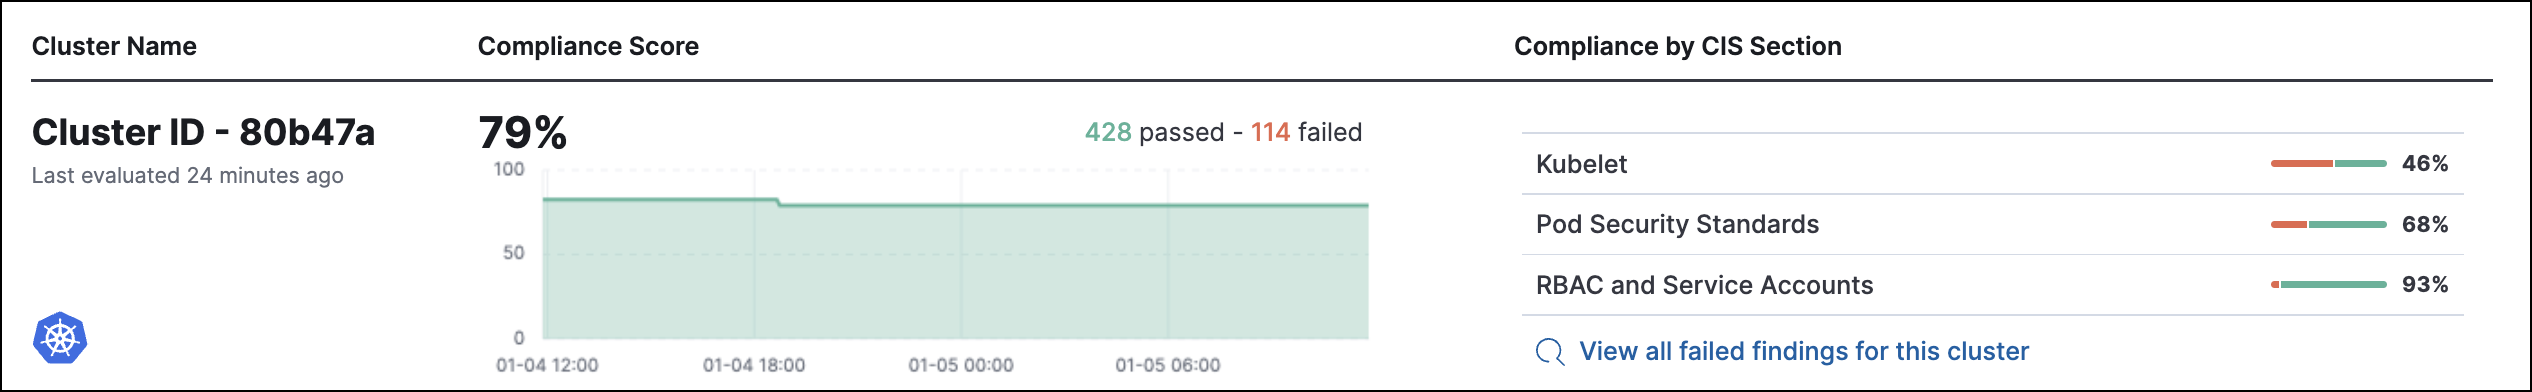 Cluster Name
Compliance Score
Compliance by CIS Section
Cluster ID - 80b47a
Last evaluated 24 minutes ago
79%
428 passed - 114 failed
100
50
0
01-04 12:00
01-04 18:00
01-05 00:00
01-05 06:00
Kubelet 46%
Pod Security Standards 68%
RBAC and Service Accounts 93%
View all failed findings for this cluster